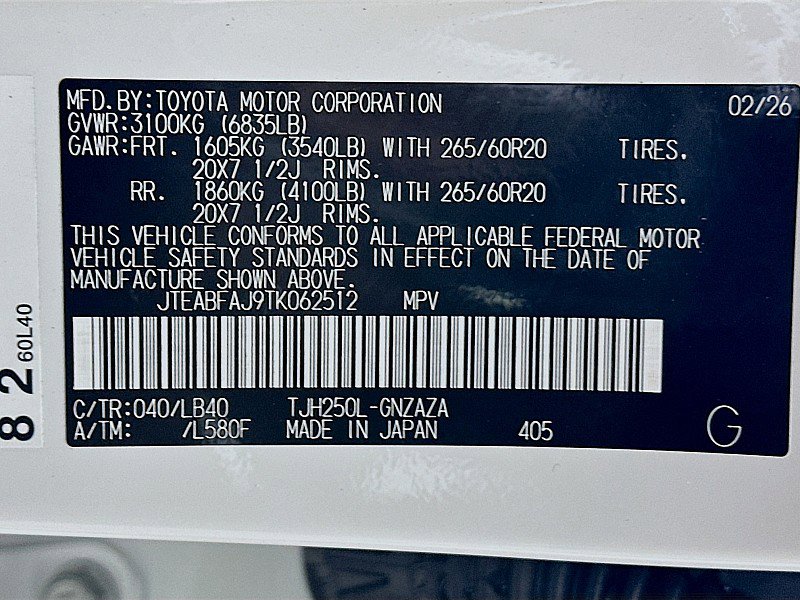 MFD.BY:TOYOTA MOTOR CORPORATION 02/26
GVWR:3100KG (6835LB)
GAWR:FRT. 1605KG (3540LB) WITH 265/60R20 TIRES.
20X7 1/2J RIMS.
RR. 1860KG (4100LB) WITH 265/60R20 TIRES.
20X7 1/2J RIMS.
THIS VEHICLE CONFORMS TO ALL APPLICABLE FEDERAL MOTOR
VEHICLE SAFETY STANDARDS IN EFFECT ON THE DATE OF
MANUFACTURE SHOWN ABOVE.
JTEABFAJ9TK062512 MPV
C/TR:040/LB40 TJH250L-GNZAZA
A/TM: /L580F MADE IN JAPAN 405 G
82 60L40